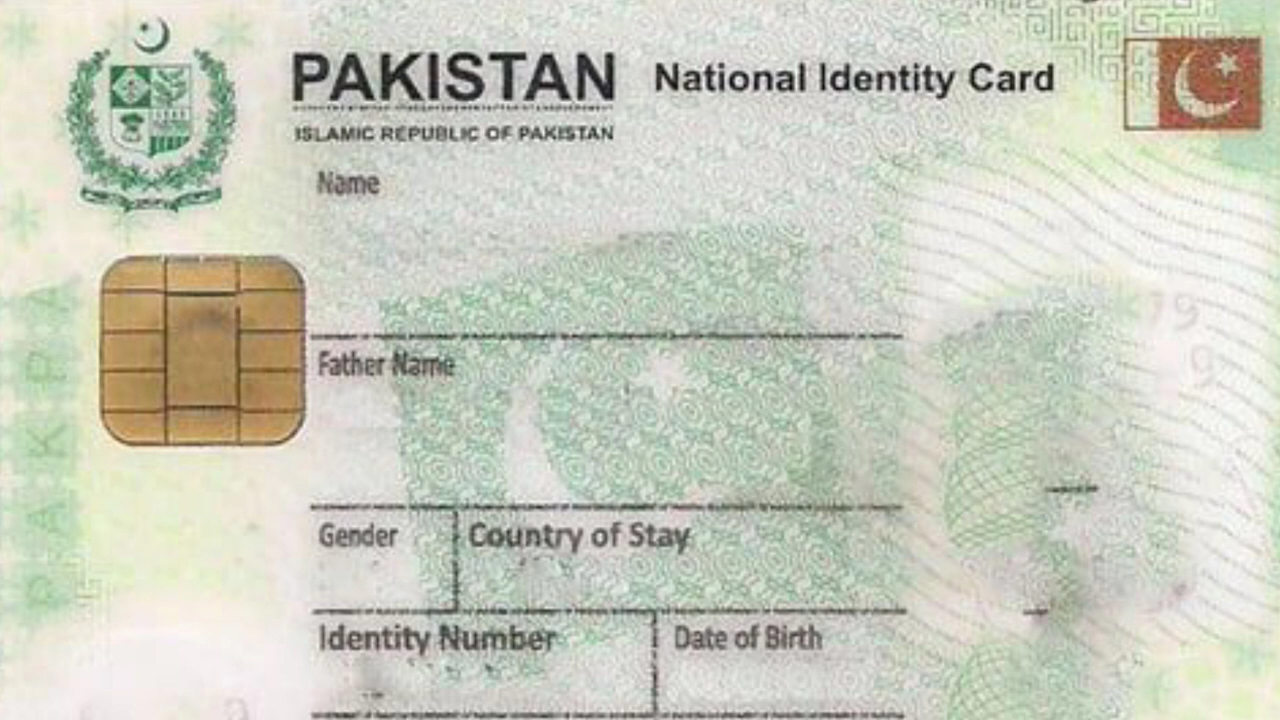 PAKISTAN National Identity Card
ISLAMIC REPUBLIC OF PAKISTAN
Name
Father Name
Gender Country of Stay
Identity Number Date of Birth
PAKPA